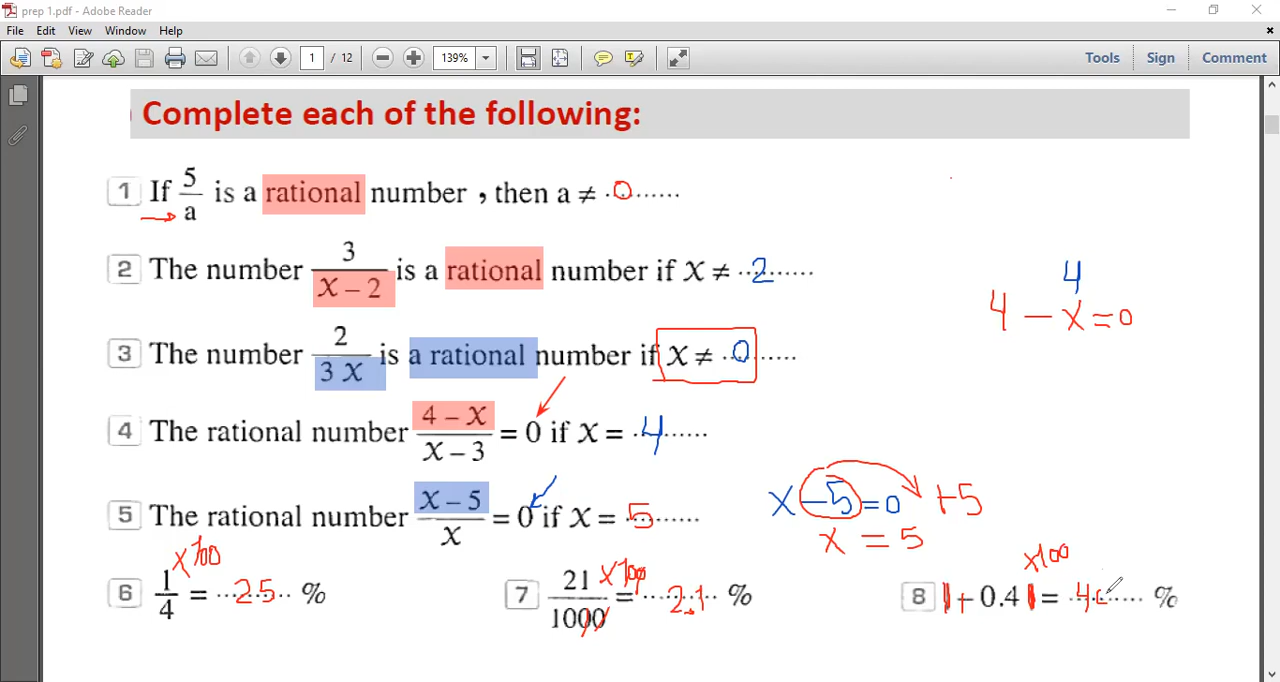 prep 1.pdf - Adobe Reader
File Edit View Window Help
1 / 12 139% Tools Sign Comment
Complete each of the following:
1 If 5/a is a rational number , then a ≠ 0
2 The number 3/(X – 2) is a rational number if X ≠ 2
4
4 – x = 0
3 The number 2/(3 X) is a rational number if X ≠ 0
4 The rational number (4 – X)/(X – 3) = 0 if X = 4
5 The rational number (X – 5)/X = 0 if X = 5
x – 5 = 0 +5
x = 5
x100 x100 x100
6 1/4 = 25 %
7 21/1000 = 2.1 %
8 | + 0.4 | = 40 %